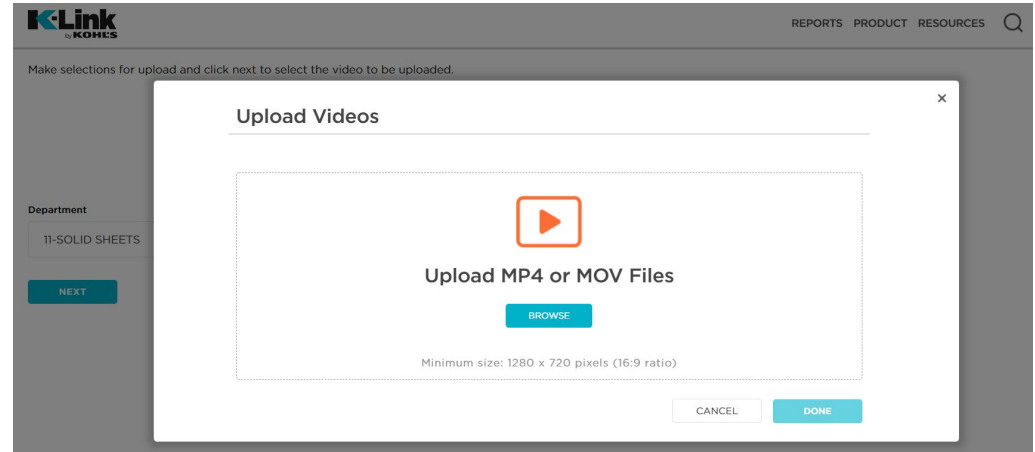 K-Link
by KOHL'S
REPORTS PRODUCT RESOURCES
Make selections for upload and click next to select the video to be uploaded.
×
Upload Videos
Department
11-SOLID SHEETS
NEXT
Upload MP4 or MOV Files
BROWSE
Minimum size: 1280 x 720 pixels (16:9 ratio)
CANCEL DONE